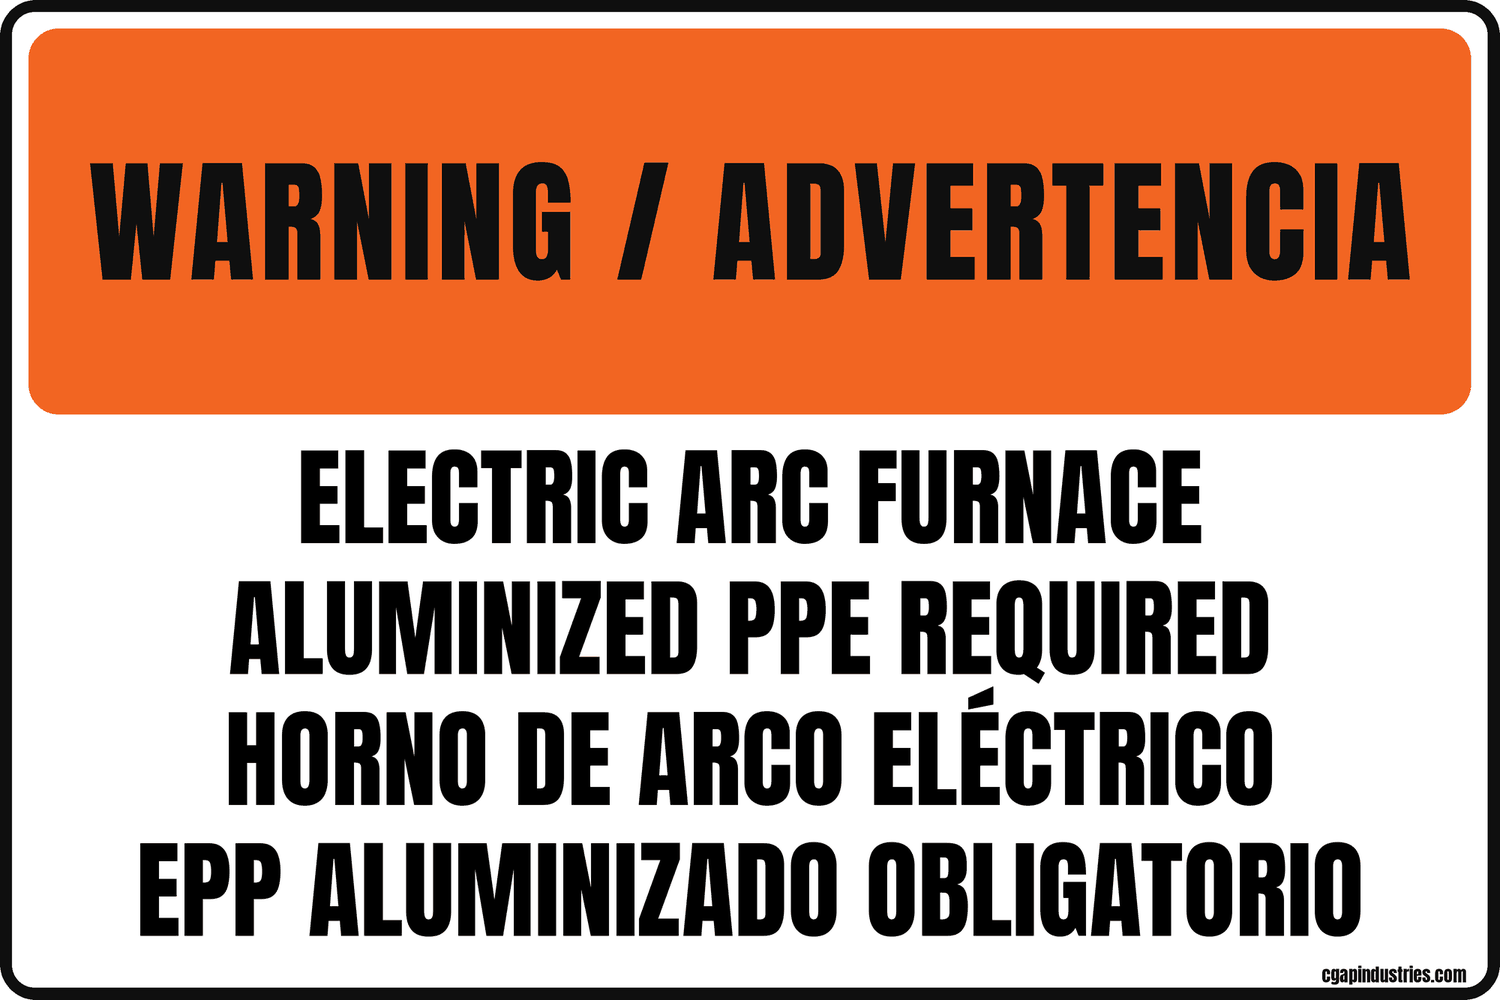 WARNING / ADVERTENCIA
ELECTRIC ARC FURNACE
ALUMINIZED PPE REQUIRED
HORNO DE ARCO ELÉCTRICO
EPP ALUMINIZADO OBLIGATORIO
cgapindustries.com